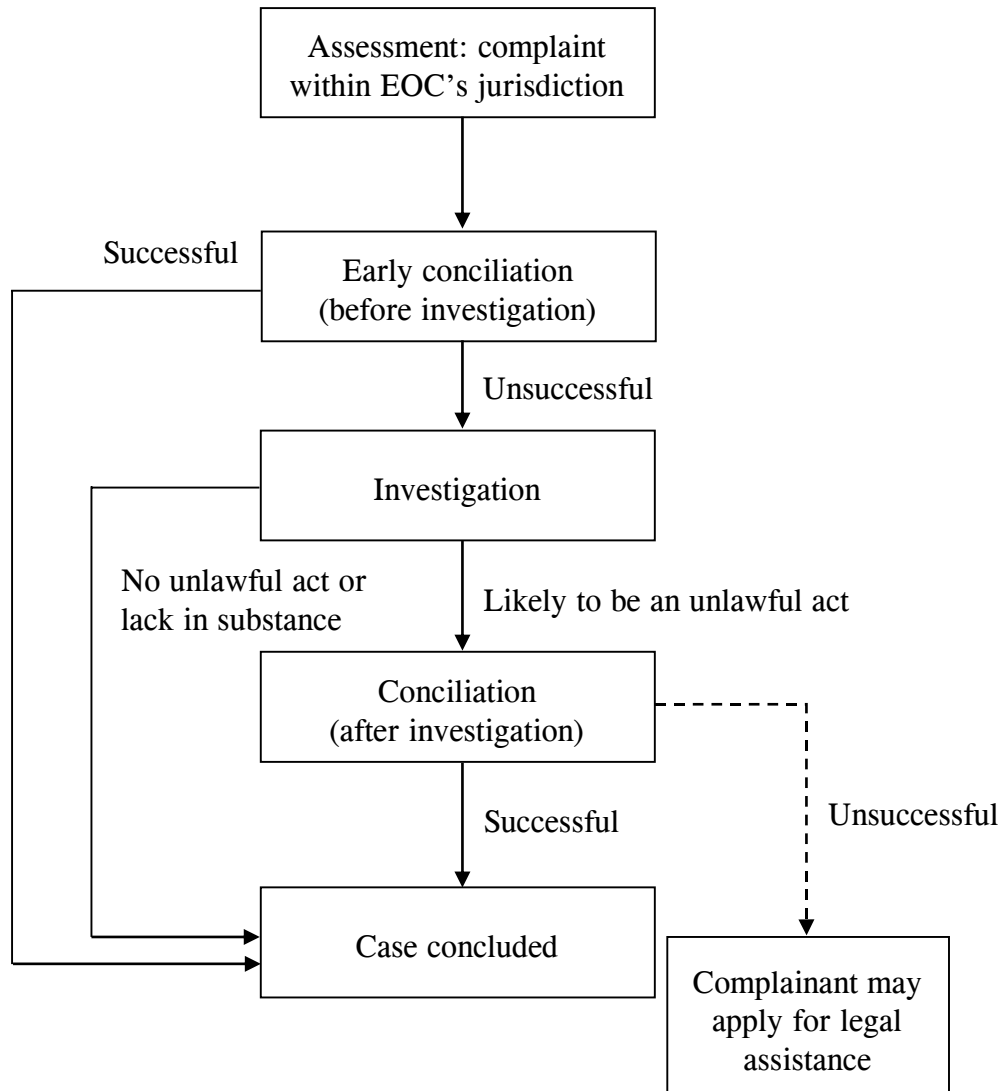 Assessment: complaint
within EOC's jurisdiction
Successful
Early conciliation
(before investigation)
Unsuccessful
Investigation
No unlawful act or
lack in substance
Likely to be an unlawful act
Conciliation
(after investigation)
Successful
Unsuccessful
Case concluded
Complainant may
apply for legal
assistance